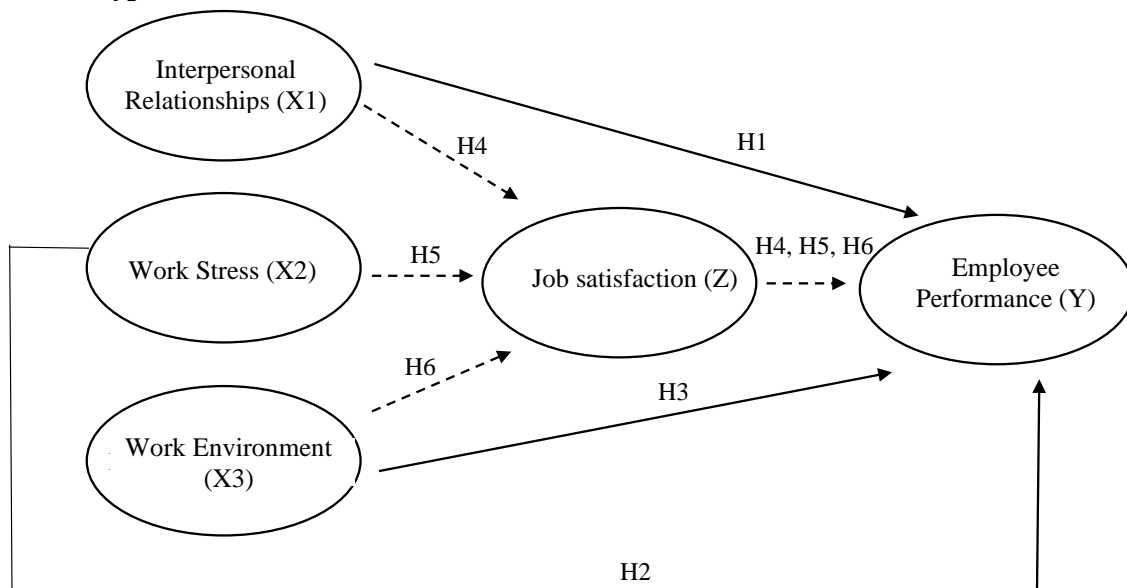 Interpersonal
Relationships (X1)
H1
H4
Work Stress (X2)
H5
Job satisfaction (Z)
H4, H5, H6
Employee
Performance (Y)
H6
H3
Work Environment
(X3)
H2